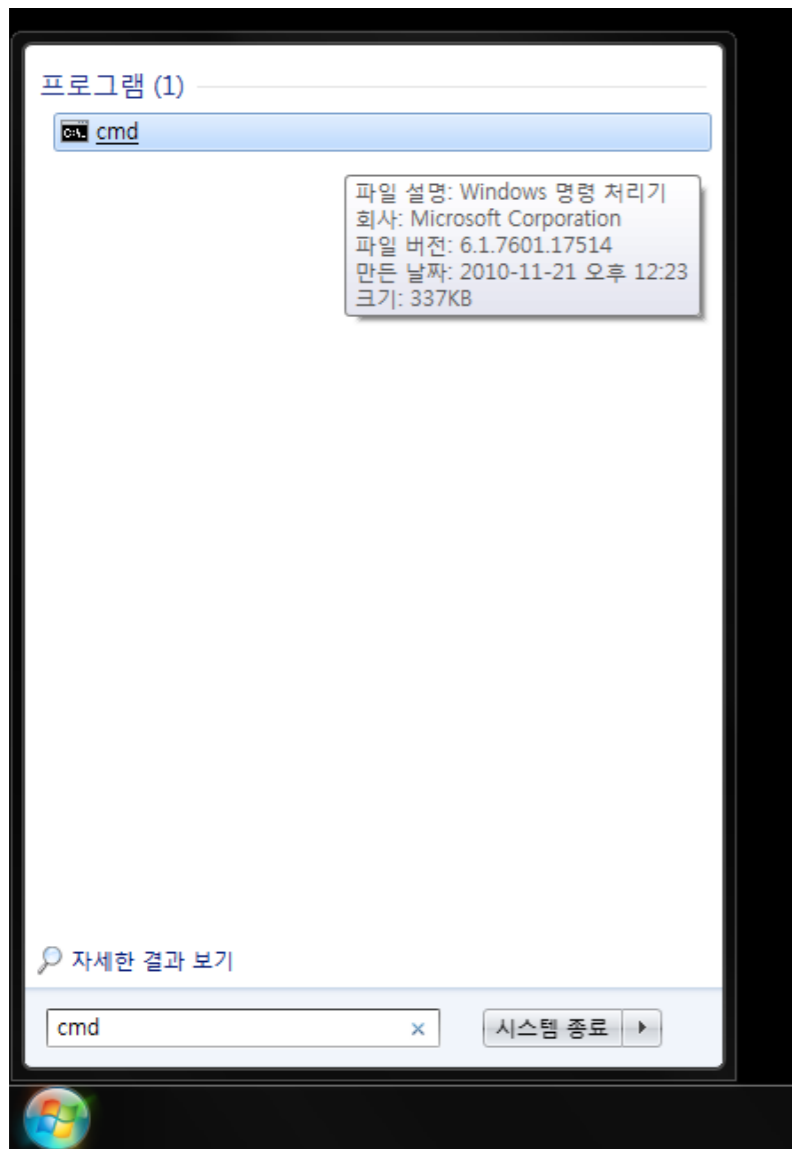 프로그램 (1)
cmd
파일 설명: Windows 명령 처리기
회사: Microsoft Corporation
파일 버전: 6.1.7601.17514
만든 날짜: 2010-11-21 오후 12:23
크기: 337KB
자세한 결과 보기
cmd
시스템 종료